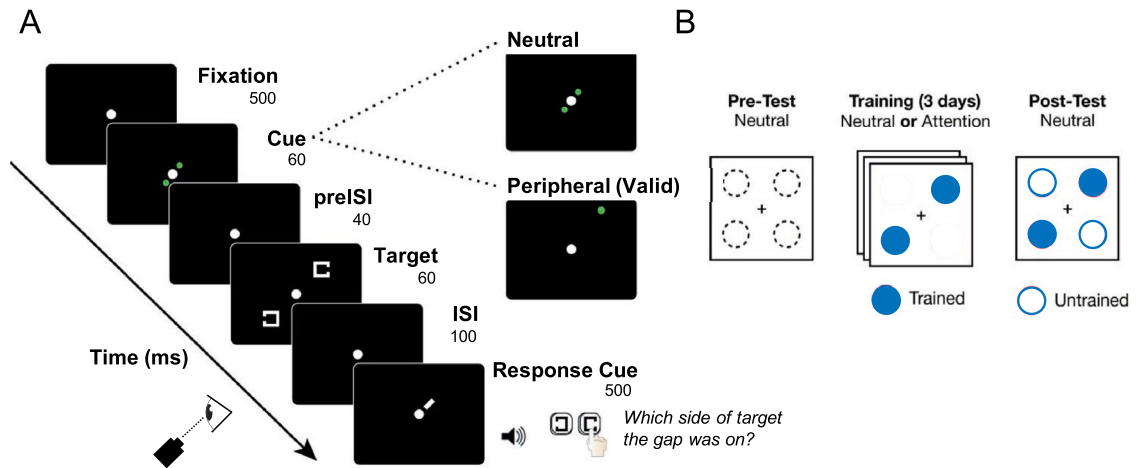 A
Fixation
500
Cue
60
preISI
40
Target
60
ISI
100
Response Cue
500
Time (ms)
Which side of target
the gap was on?
Neutral
Peripheral (Valid)
B
Pre-Test
Neutral
Training (3 days)
Neutral or Attention
Post-Test
Neutral
+
+
+
Trained
Untrained